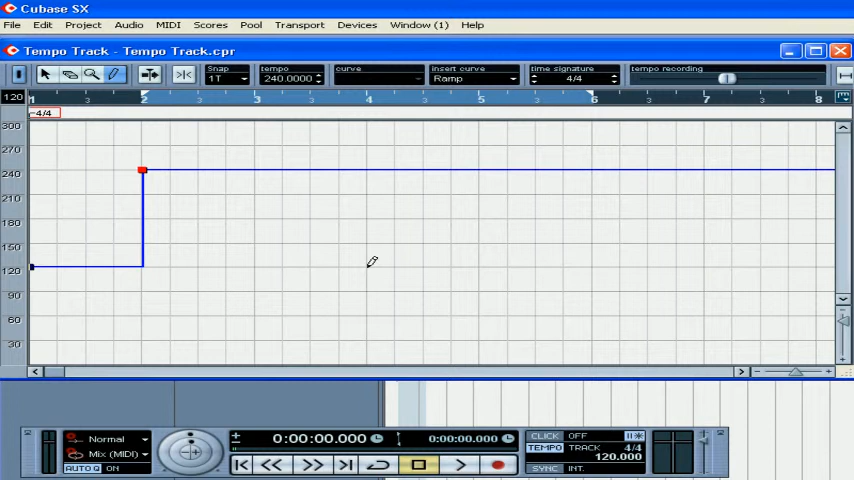 Cubase SX
File Edit Project Audio MIDI Scores Pool Transport Devices Window (1) Help
Tempo Track - Tempo Track.cpr
Snap tempo curve insert curve time signature tempo recording
1T 240.0000 Ramp 4/4
120 1 3 2 3 3 3 4 3 5 3 6 3 7 3 8
4/4
300
270
240
210
180
150
120
90
60
30
Normal 0:00:00.000 0:00:00.000 CLICK OFF
Mix (MIDI) TEMPO TRACK 4/4
120.000
AUTO Q ON SYNC INT.